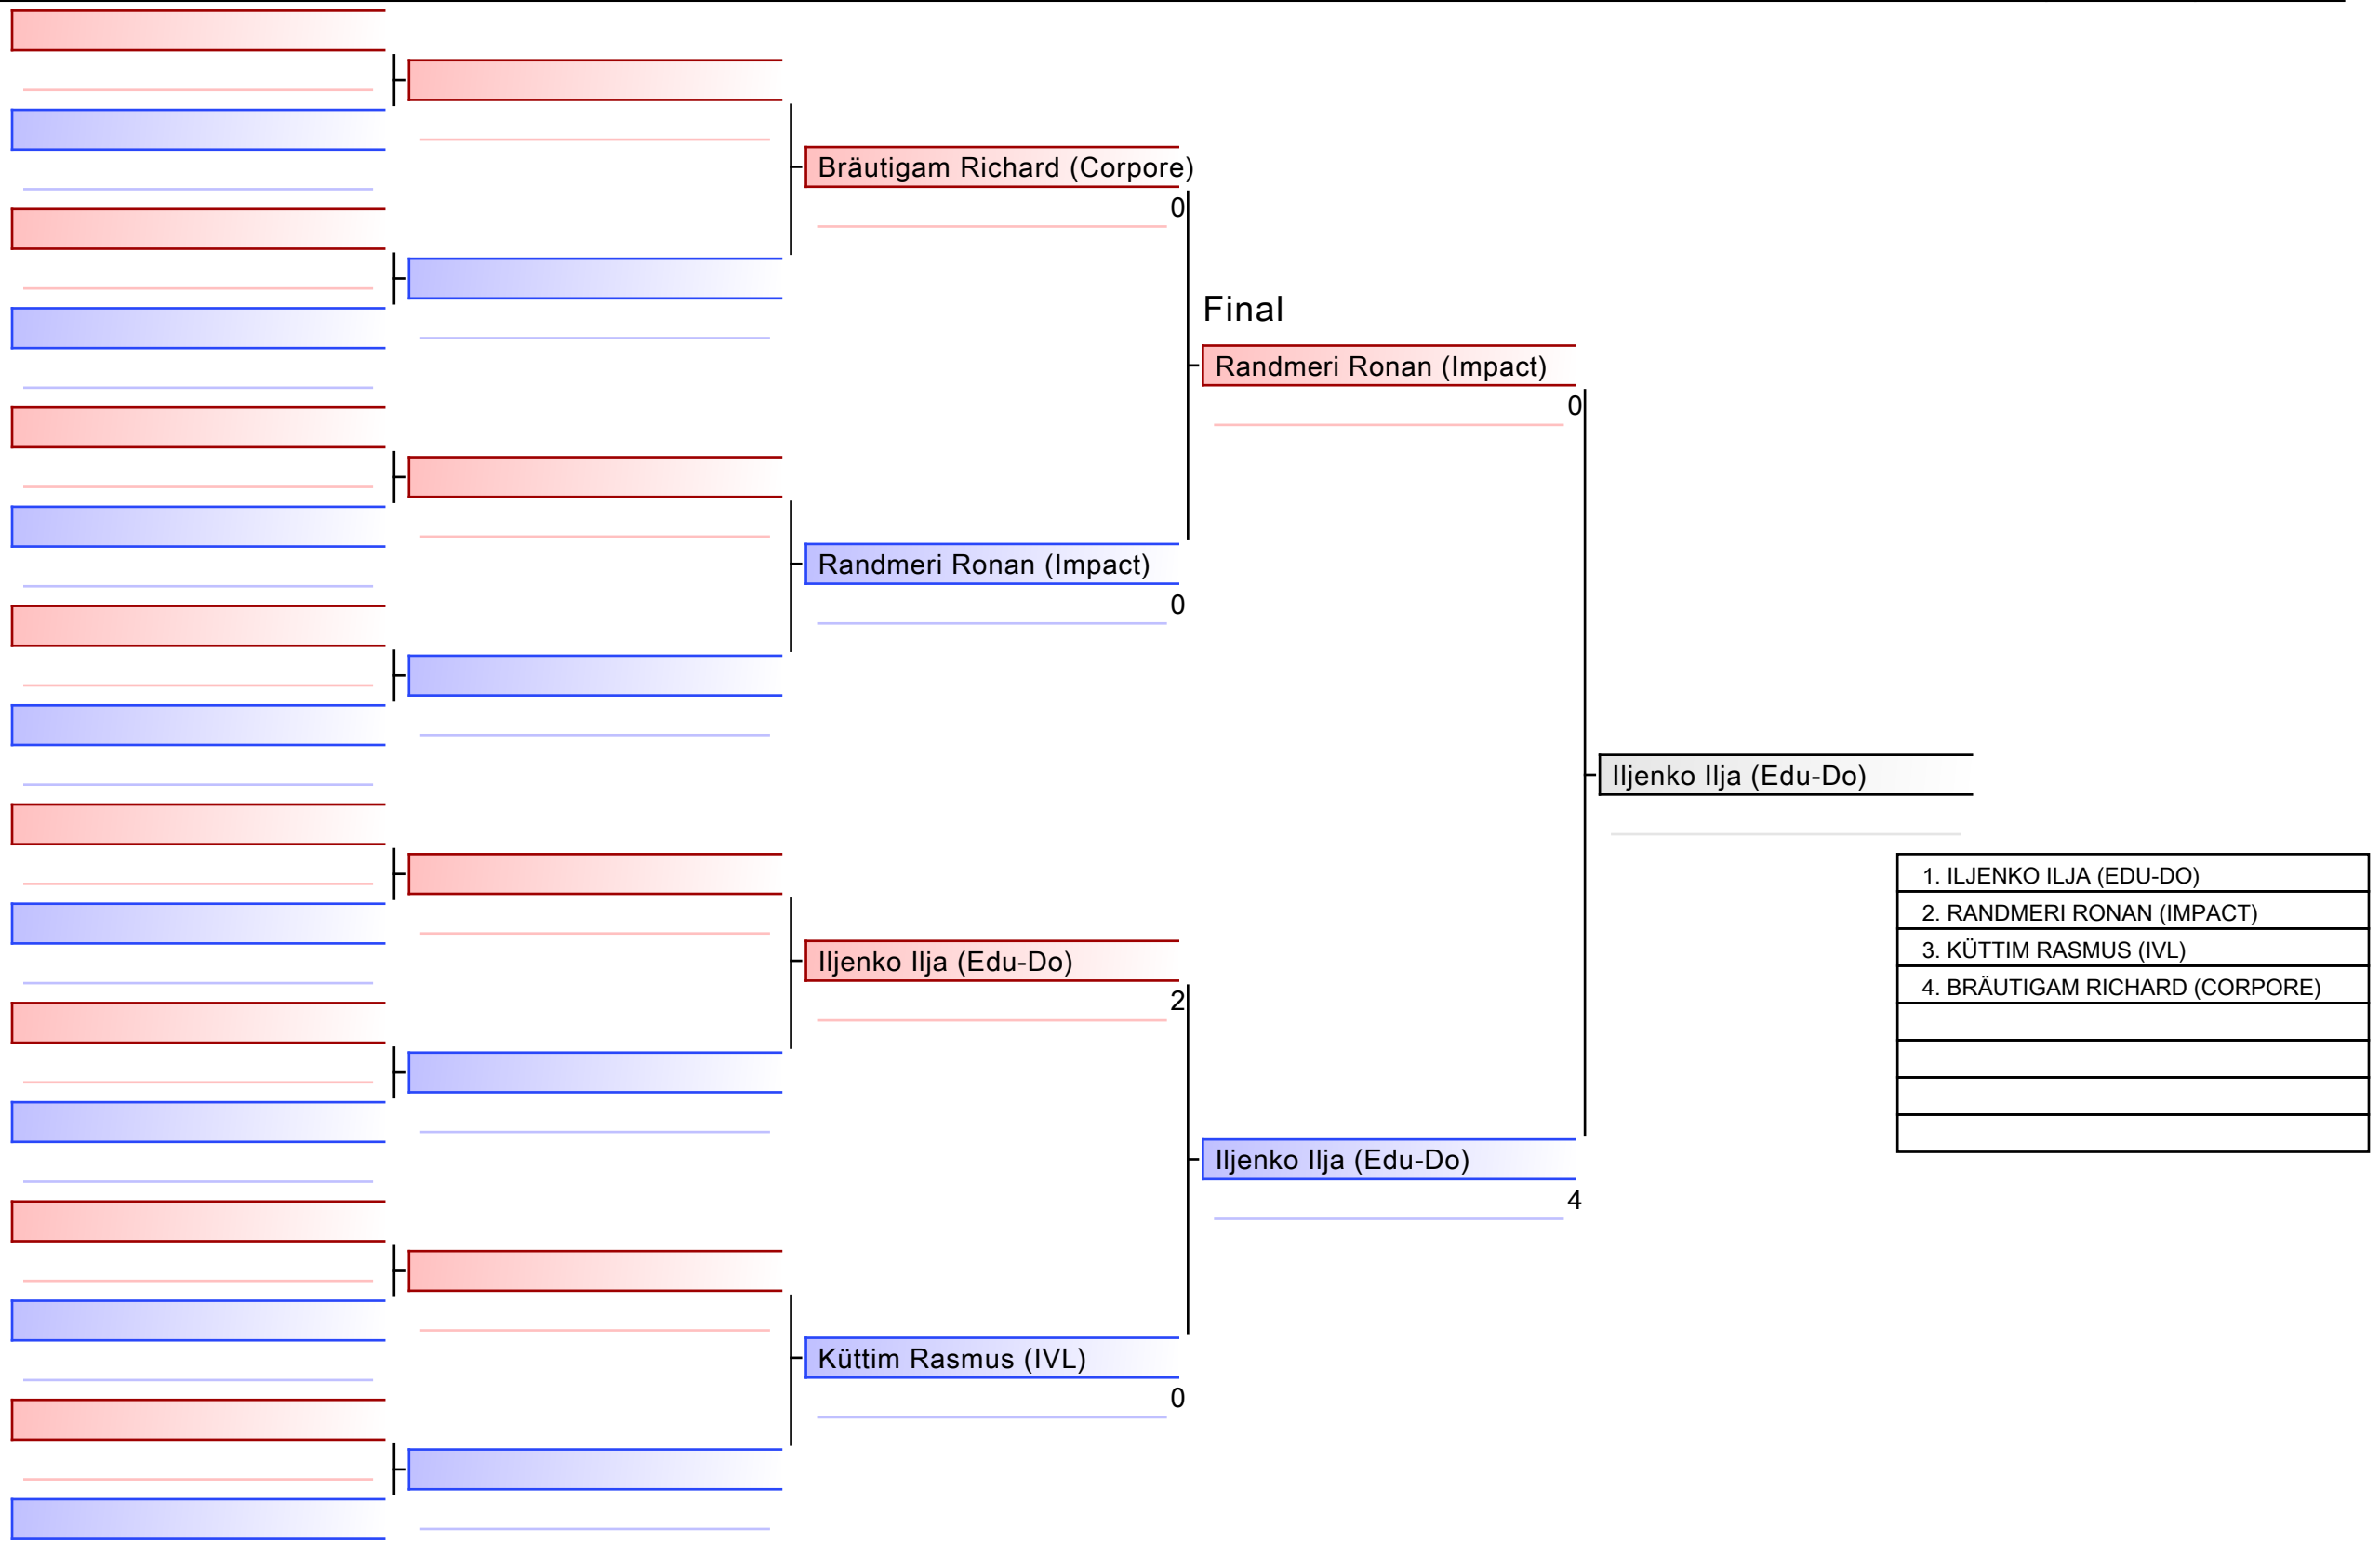 Bräutigam Richard (Corpore)
0
Final
Randmeri Ronan (Impact)
0
Randmeri Ronan (Impact)
0
Iljenko Ilja (Edu-Do)
1. ILJENKO ILJA (EDU-DO)
2. RANDMERI RONAN (IMPACT)
3. KÜTTIM RASMUS (IVL)
4. BRÄUTIGAM RICHARD (CORPORE)
Iljenko Ilja (Edu-Do)
2
Iljenko Ilja (Edu-Do)
4
Küttim Rasmus (IVL)
0